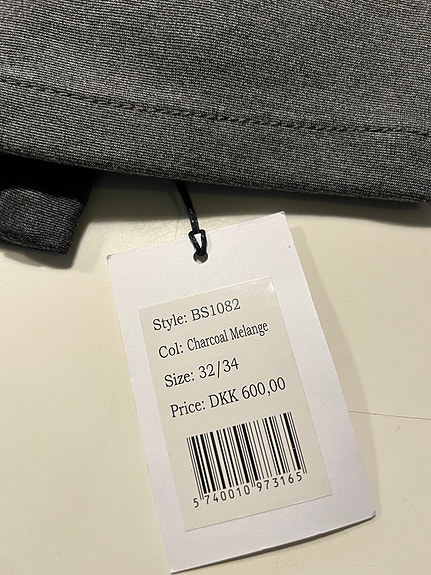 Style: BS1082
Col: Charcoal Melange
Size: 32/34
Price: DKK 600,00
5 740010 973165